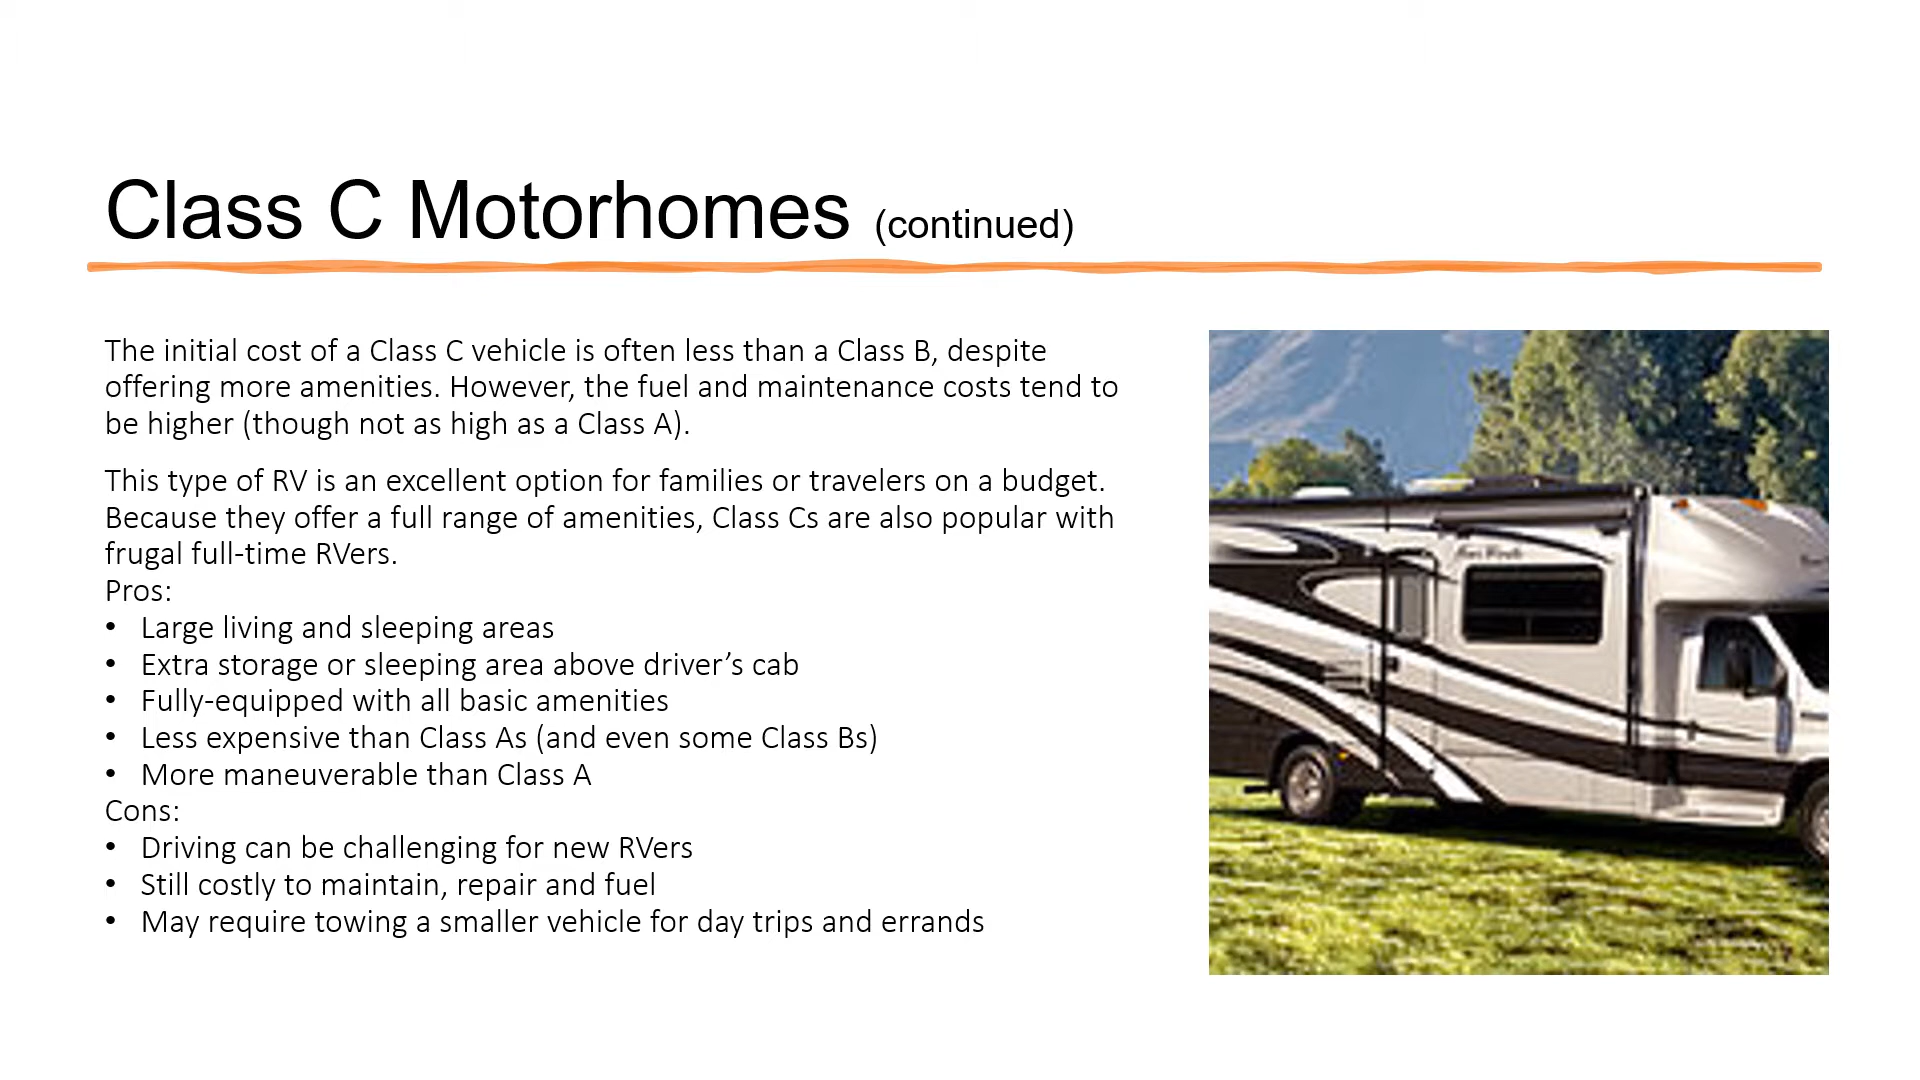 Class C Motorhomes (continued)
The initial cost of a Class C vehicle is often less than a Class B, despite
offering more amenities. However, the fuel and maintenance costs tend to
be higher (though not as high as a Class A).
This type of RV is an excellent option for families or travelers on a budget.
Because they offer a full range of amenities, Class Cs are also popular with
frugal full-time RVers.
Pros:
• Large living and sleeping areas
• Extra storage or sleeping area above driver’s cab
• Fully-equipped with all basic amenities
• Less expensive than Class As (and even some Class Bs)
• More maneuverable than Class A
Cons:
• Driving can be challenging for new RVers
• Still costly to maintain, repair and fuel
• May require towing a smaller vehicle for day trips and errands